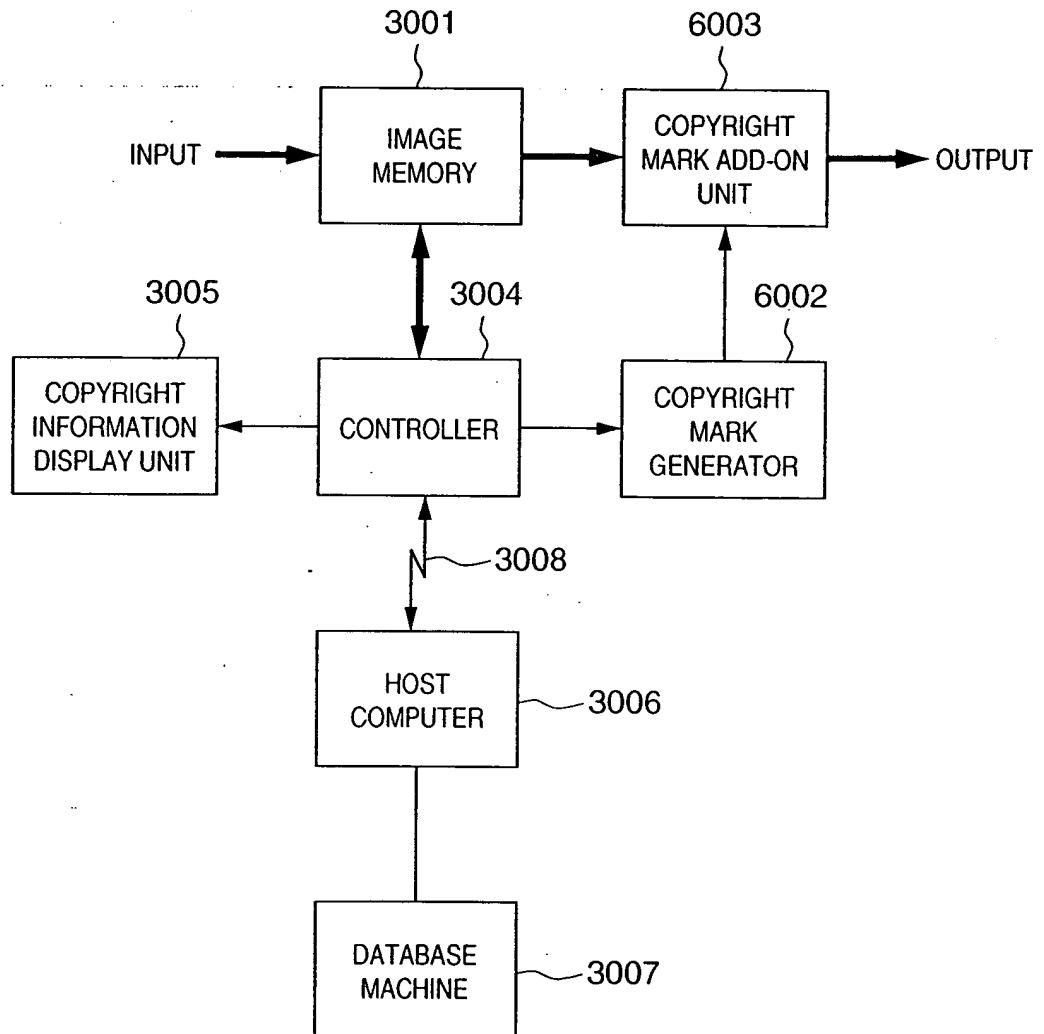 3001
6003
INPUT
IMAGE
MEMORY
COPYRIGHT
MARK ADD-ON
UNIT
OUTPUT
3005
3004
6002
COPYRIGHT
INFORMATION
DISPLAY UNIT
CONTROLLER
COPYRIGHT
MARK
GENERATOR
3008
HOST
COMPUTER
3006
DATABASE
MACHINE
3007